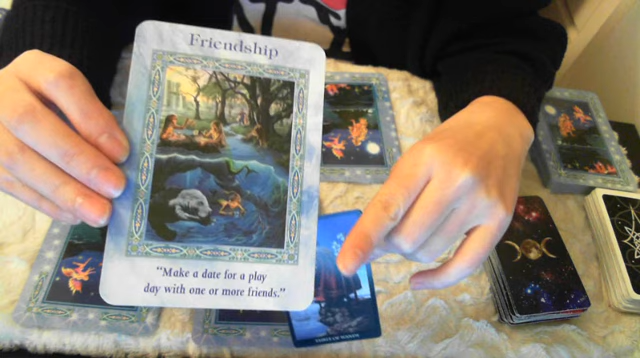 Friendship
"Make a date for a play
day with one or more friends."